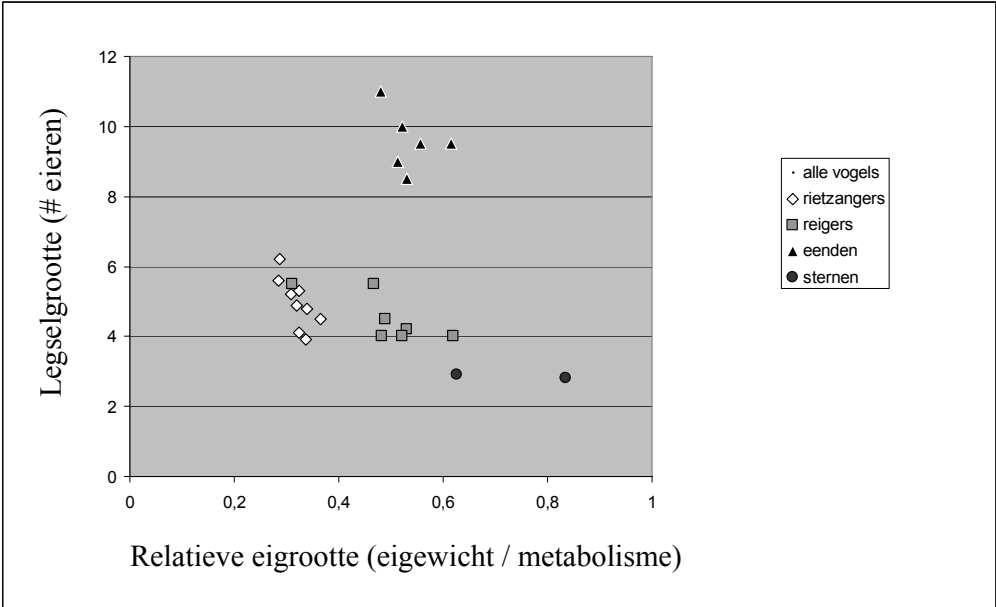 Legselgrootte (# eieren)
12
10
8
6
4
2
0
0
0,2
0,4
0,6
0,8
1
Relatieve eigrootte (eigewicht / metabolisme)
alle vogels
rietzangers
reigers
eenden
sternen